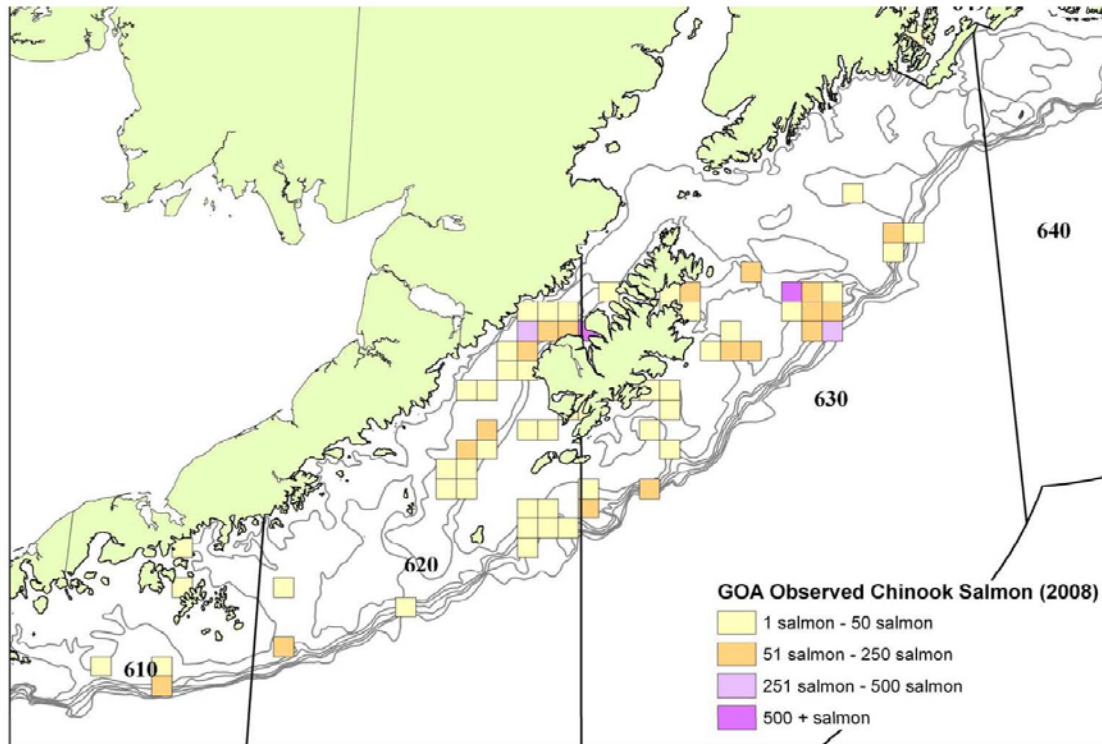 640
630
620
610
GOA Observed Chinook Salmon (2008)
1 salmon - 50 salmon
51 salmon - 250 salmon
251 salmon - 500 salmon
500 + salmon